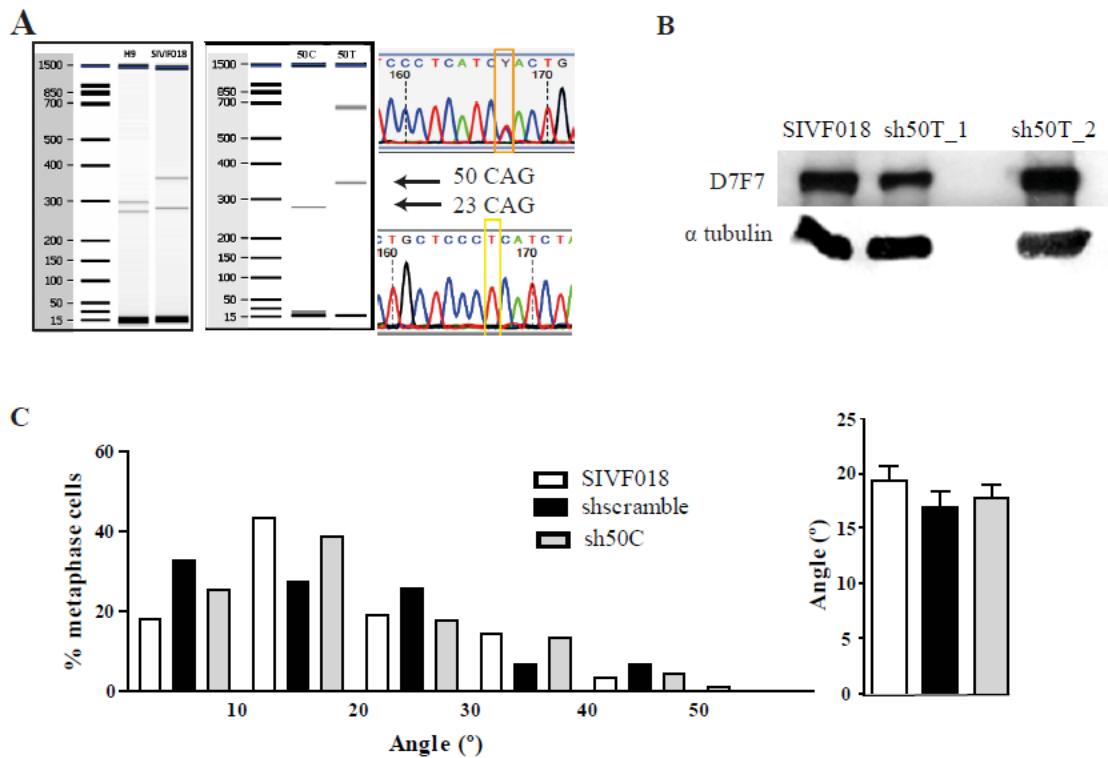 A
H9 SIVF018
1500
850
700
500
400
300
200
150
100
50
15
50C 50T
1500
850
700
500
400
300
200
150
100
50
15
CCCTCATCYACTG
160 170
50 CAG
23 CAG
CTGCTCCCTCATCTA
160 170
B
SIVF018 sh50T_1 sh50T_2
D7F7
α tubulin
C
% metaphase cells
60
40
20
0
10 20 30 40 50
Angle (º)
SIVF018
shscramble
sh50C
Angle (º)
25
20
15
10
5
0